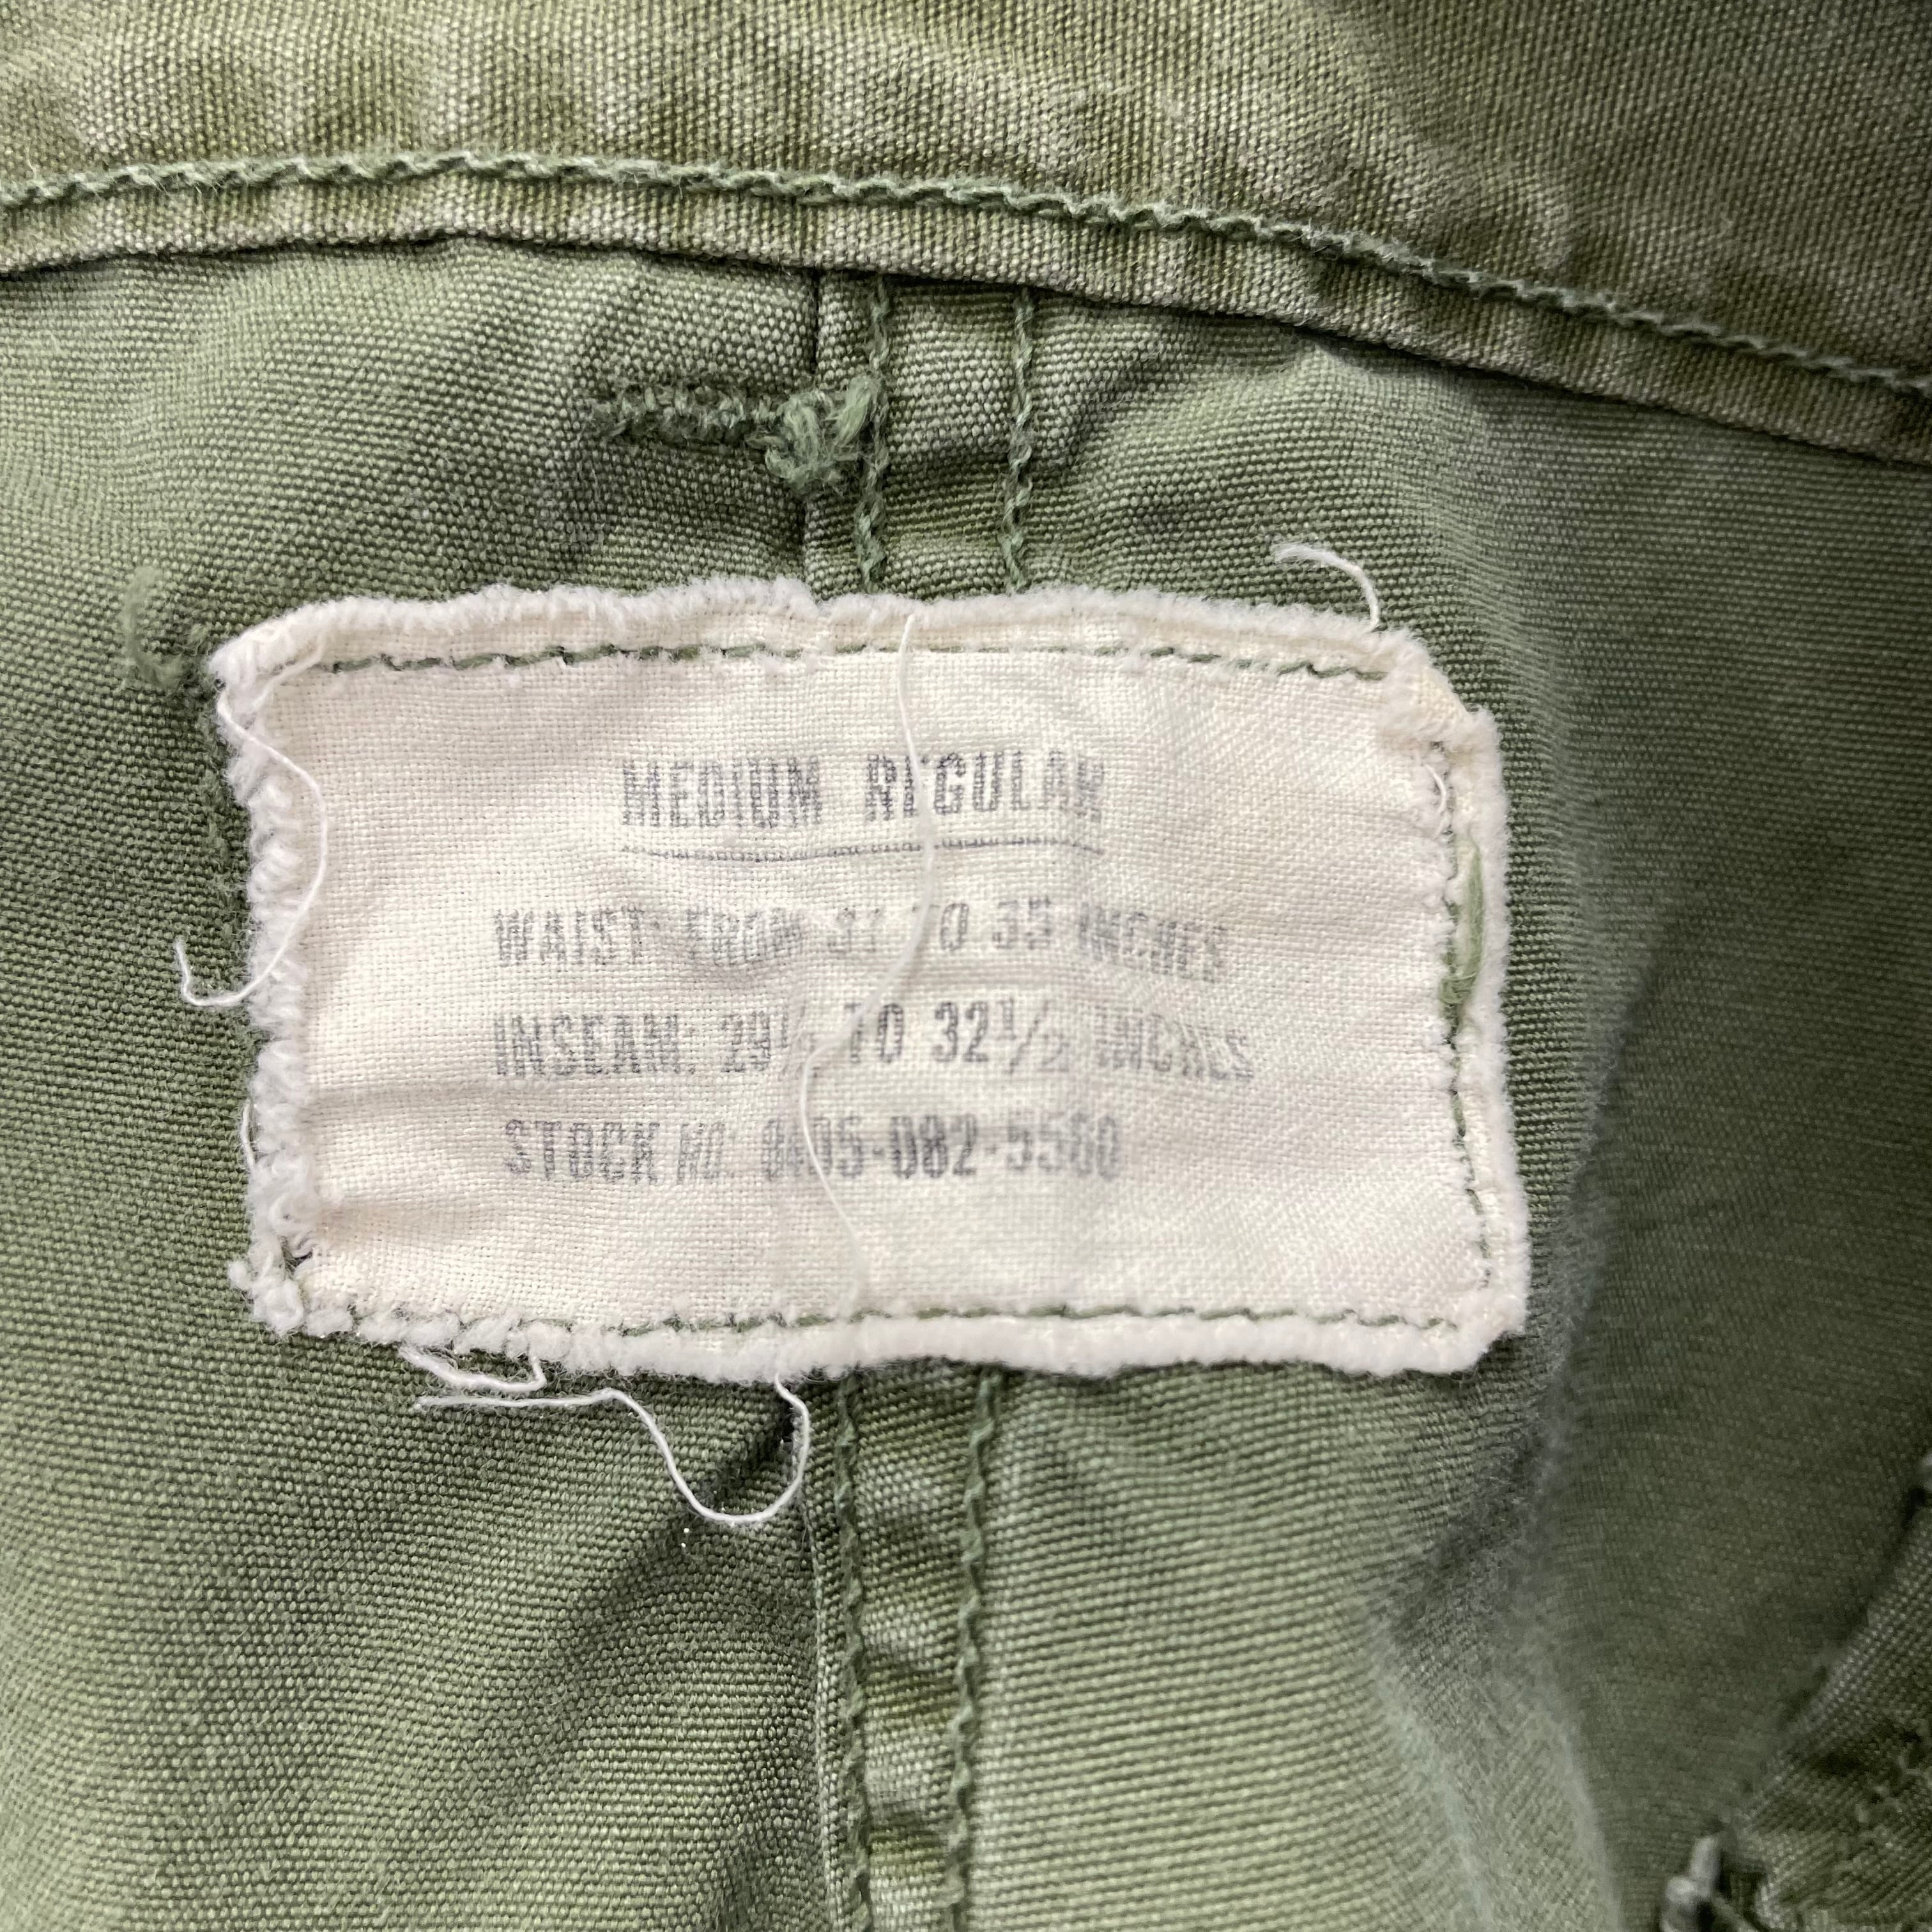 MEDIUM REGULAR
WAIST: FROM 31 TO 35 INCHES
INSEAM: 29½ TO 32½ INCHES
STOCK NO. 8405-082-5560